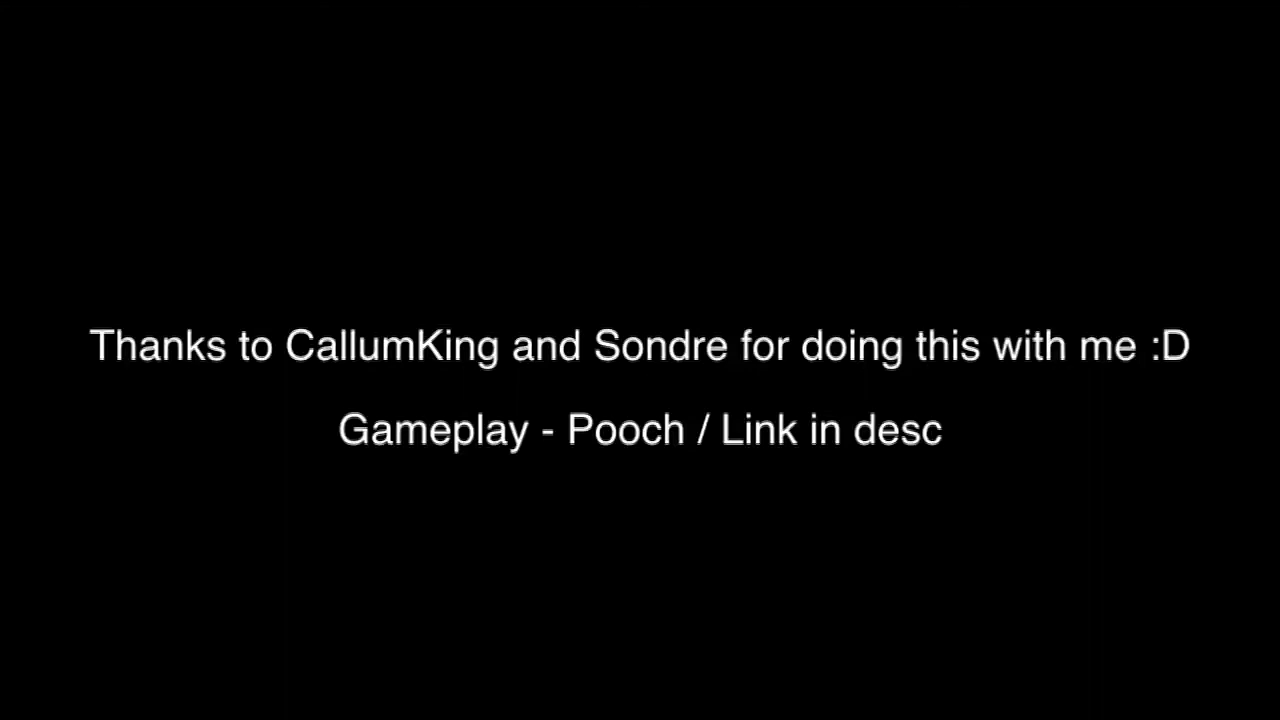 Thanks to CallumKing and Sondre for doing this with me :D
Gameplay - Pooch / Link in desc